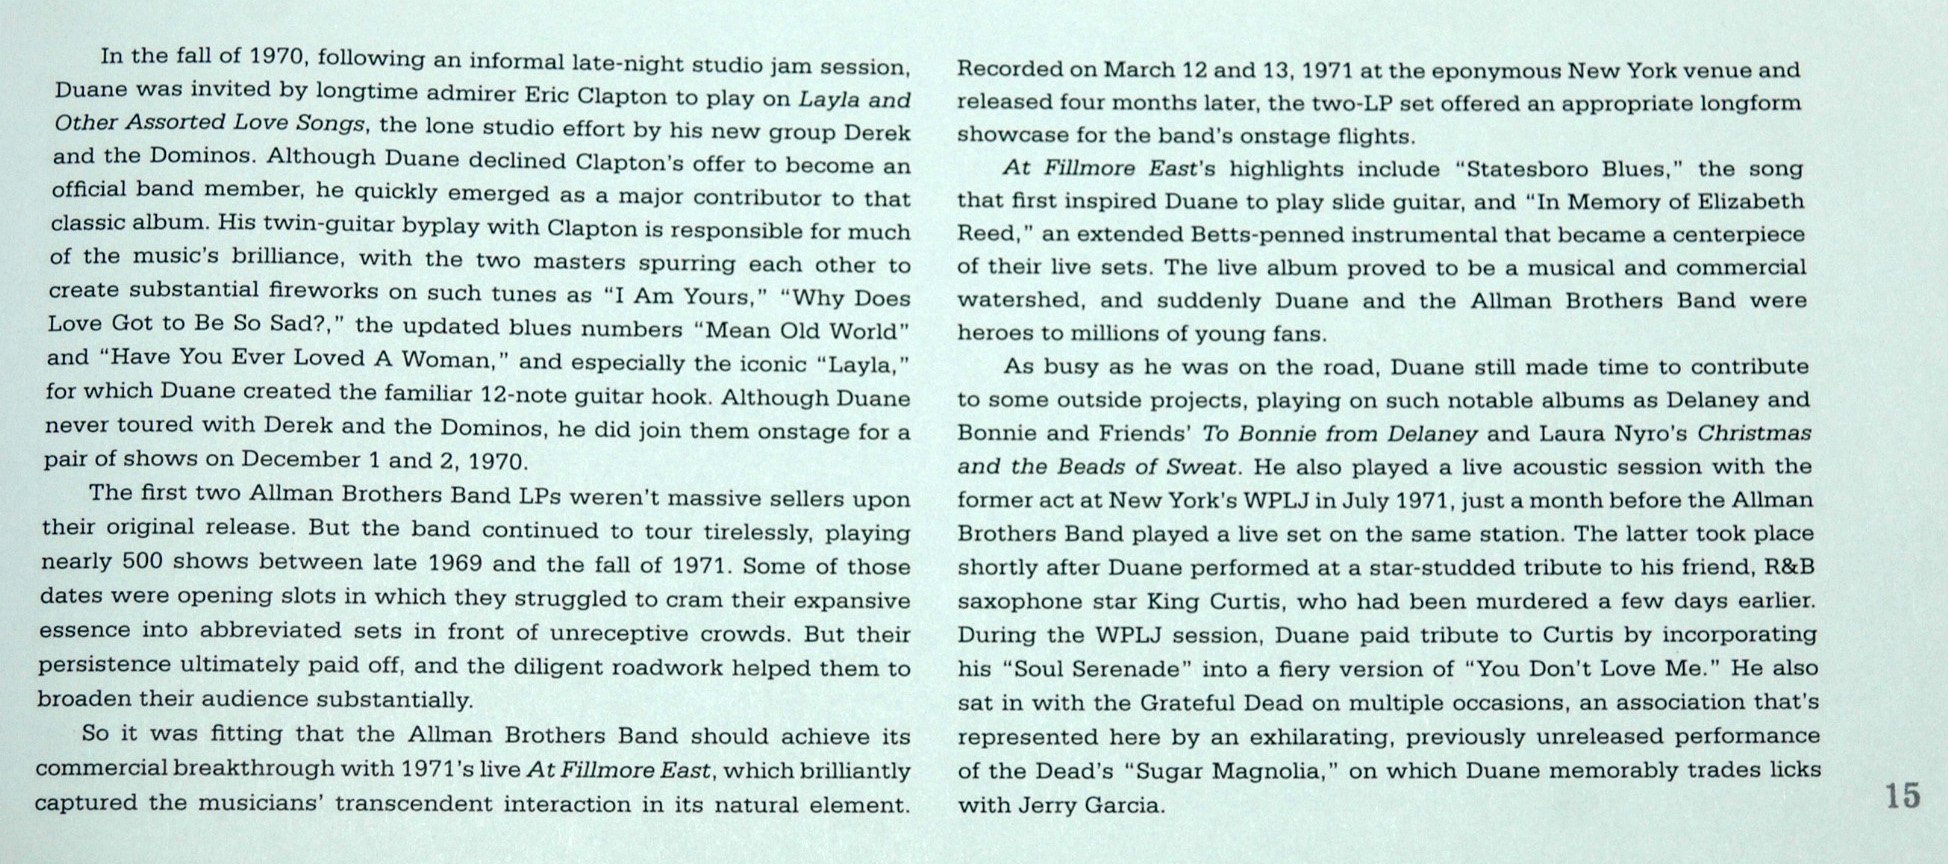 In the fall of 1970, following an informal late-night studio jam session,
Duane was invited by longtime admirer Eric Clapton to play on Layla and
Other Assorted Love Songs, the lone studio effort by his new group Derek
and the Dominos. Although Duane declined Clapton's offer to become an
official band member, he quickly emerged as a major contributor to that
classic album. His twin-guitar byplay with Clapton is responsible for much
of the music's brilliance, with the two masters spurring each other to
create substantial fireworks on such tunes as “I Am Yours,” “Why Does
Love Got to Be So Sad?,” the updated blues numbers “Mean Old World”
and “Have You Ever Loved A Woman,” and especially the iconic “Layla,”
for which Duane created the familiar 12-note guitar hook. Although Duane
never toured with Derek and the Dominos, he did join them onstage for a
pair of shows on December 1 and 2, 1970.
The first two Allman Brothers Band LPs weren't massive sellers upon
their original release. But the band continued to tour tirelessly, playing
nearly 500 shows between late 1969 and the fall of 1971. Some of those
dates were opening slots in which they struggled to cram their expansive
essence into abbreviated sets in front of unreceptive crowds. But their
persistence ultimately paid off, and the diligent roadwork helped them to
broaden their audience substantially.
So it was fitting that the Allman Brothers Band should achieve its
commercial breakthrough with 1971's live At Fillmore East, which brilliantly
captured the musicians' transcendent interaction in its natural element.
Recorded on March 12 and 13, 1971 at the eponymous New York venue and
released four months later, the two-LP set offered an appropriate longform
showcase for the band's onstage flights.
At Fillmore East's highlights include “Statesboro Blues,” the song
that first inspired Duane to play slide guitar, and “In Memory of Elizabeth
Reed,” an extended Betts-penned instrumental that became a centerpiece
of their live sets. The live album proved to be a musical and commercial
watershed, and suddenly Duane and the Allman Brothers Band were
heroes to millions of young fans.
As busy as he was on the road, Duane still made time to contribute
to some outside projects, playing on such notable albums as Delaney and
Bonnie and Friends' To Bonnie from Delaney and Laura Nyro's Christmas
and the Beads of Sweat. He also played a live acoustic session with the
former act at New York's WPLJ in July 1971, just a month before the Allman
Brothers Band played a live set on the same station. The latter took place
shortly after Duane performed at a star-studded tribute to his friend, R&B
saxophone star King Curtis, who had been murdered a few days earlier.
During the WPLJ session, Duane paid tribute to Curtis by incorporating
his “Soul Serenade” into a fiery version of “You Don't Love Me.” He also
sat in with the Grateful Dead on multiple occasions, an association that's
represented here by an exhilarating, previously unreleased performance
of the Dead's “Sugar Magnolia,” on which Duane memorably trades licks
with Jerry Garcia.
15